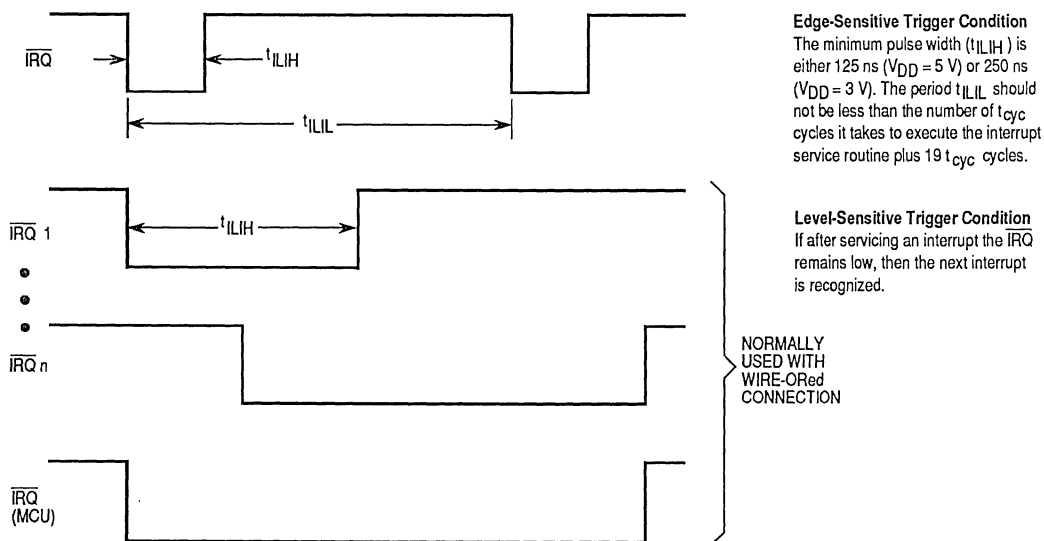 IRQ
tILIH
tILIL
Edge-Sensitive Trigger Condition
The minimum pulse width (tILIH) is
either 125 ns (VDD = 5 V) or 250 ns
(VDD = 3 V). The period tILIL should
not be less than the number of tcyc
cycles it takes to execute the interrupt
service routine plus 19 tcyc cycles.
Level-Sensitive Trigger Condition
If after servicing an interrupt the IRQ
remains low, then the next interrupt
is recognized.
IRQ 1
tILIH
IRQ n
NORMALLY
USED WITH
WIRE-ORed
CONNECTION
IRQ
(MCU)